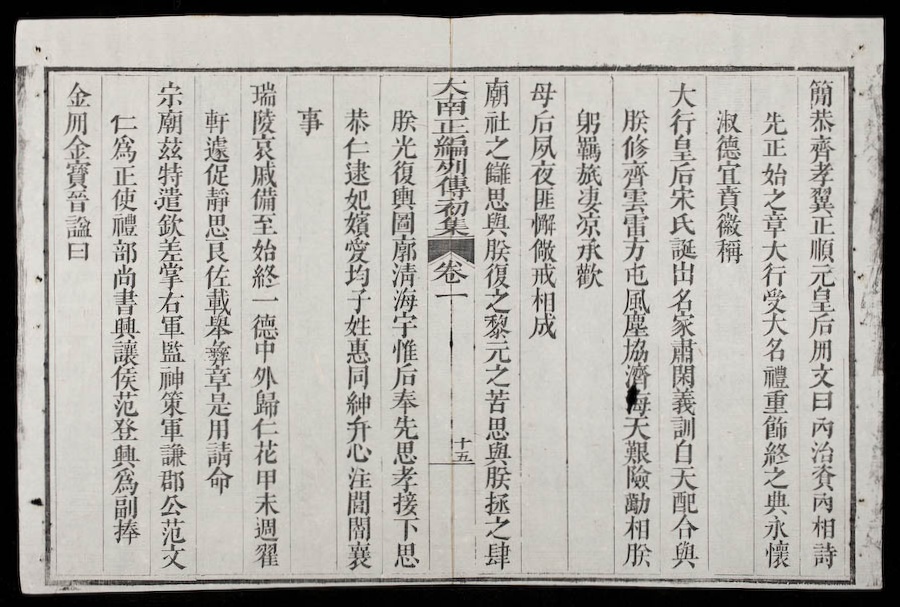 簡恭齊孝翼正順元皇后冊文曰內治資內相詩
先正始之章大行受大名禮重飾終之典永懷
淑德宜賁徽稱
大行皇后宋氏誕出名家肅閑義訓自天配合與
朕修齊雲雷方屯風塵協濟海天艱險勸相朕
躬羈旅凄凉承歡
母后夙夜匪懈儆戒相成
廟社之讎思與朕復之黎元之苦思與朕拯之肆
大南正編列傳初集 卷一 十五
朕光復輿圖廓清海宇惟后奉先思孝接下思
恭仁逮妃嬪愛均子姓惠同紳弁心注閭閻襄
事
瑞陵哀戚備至始終一德中外歸仁花甲未週翟
軒遽促靜思良佐載舉彝章是用請命
宗廟茲特遣欽差掌右軍監神策軍謙郡公范文
仁爲正使禮部尚書興讓侯范登興爲副捧
金冊金寶晉諡曰